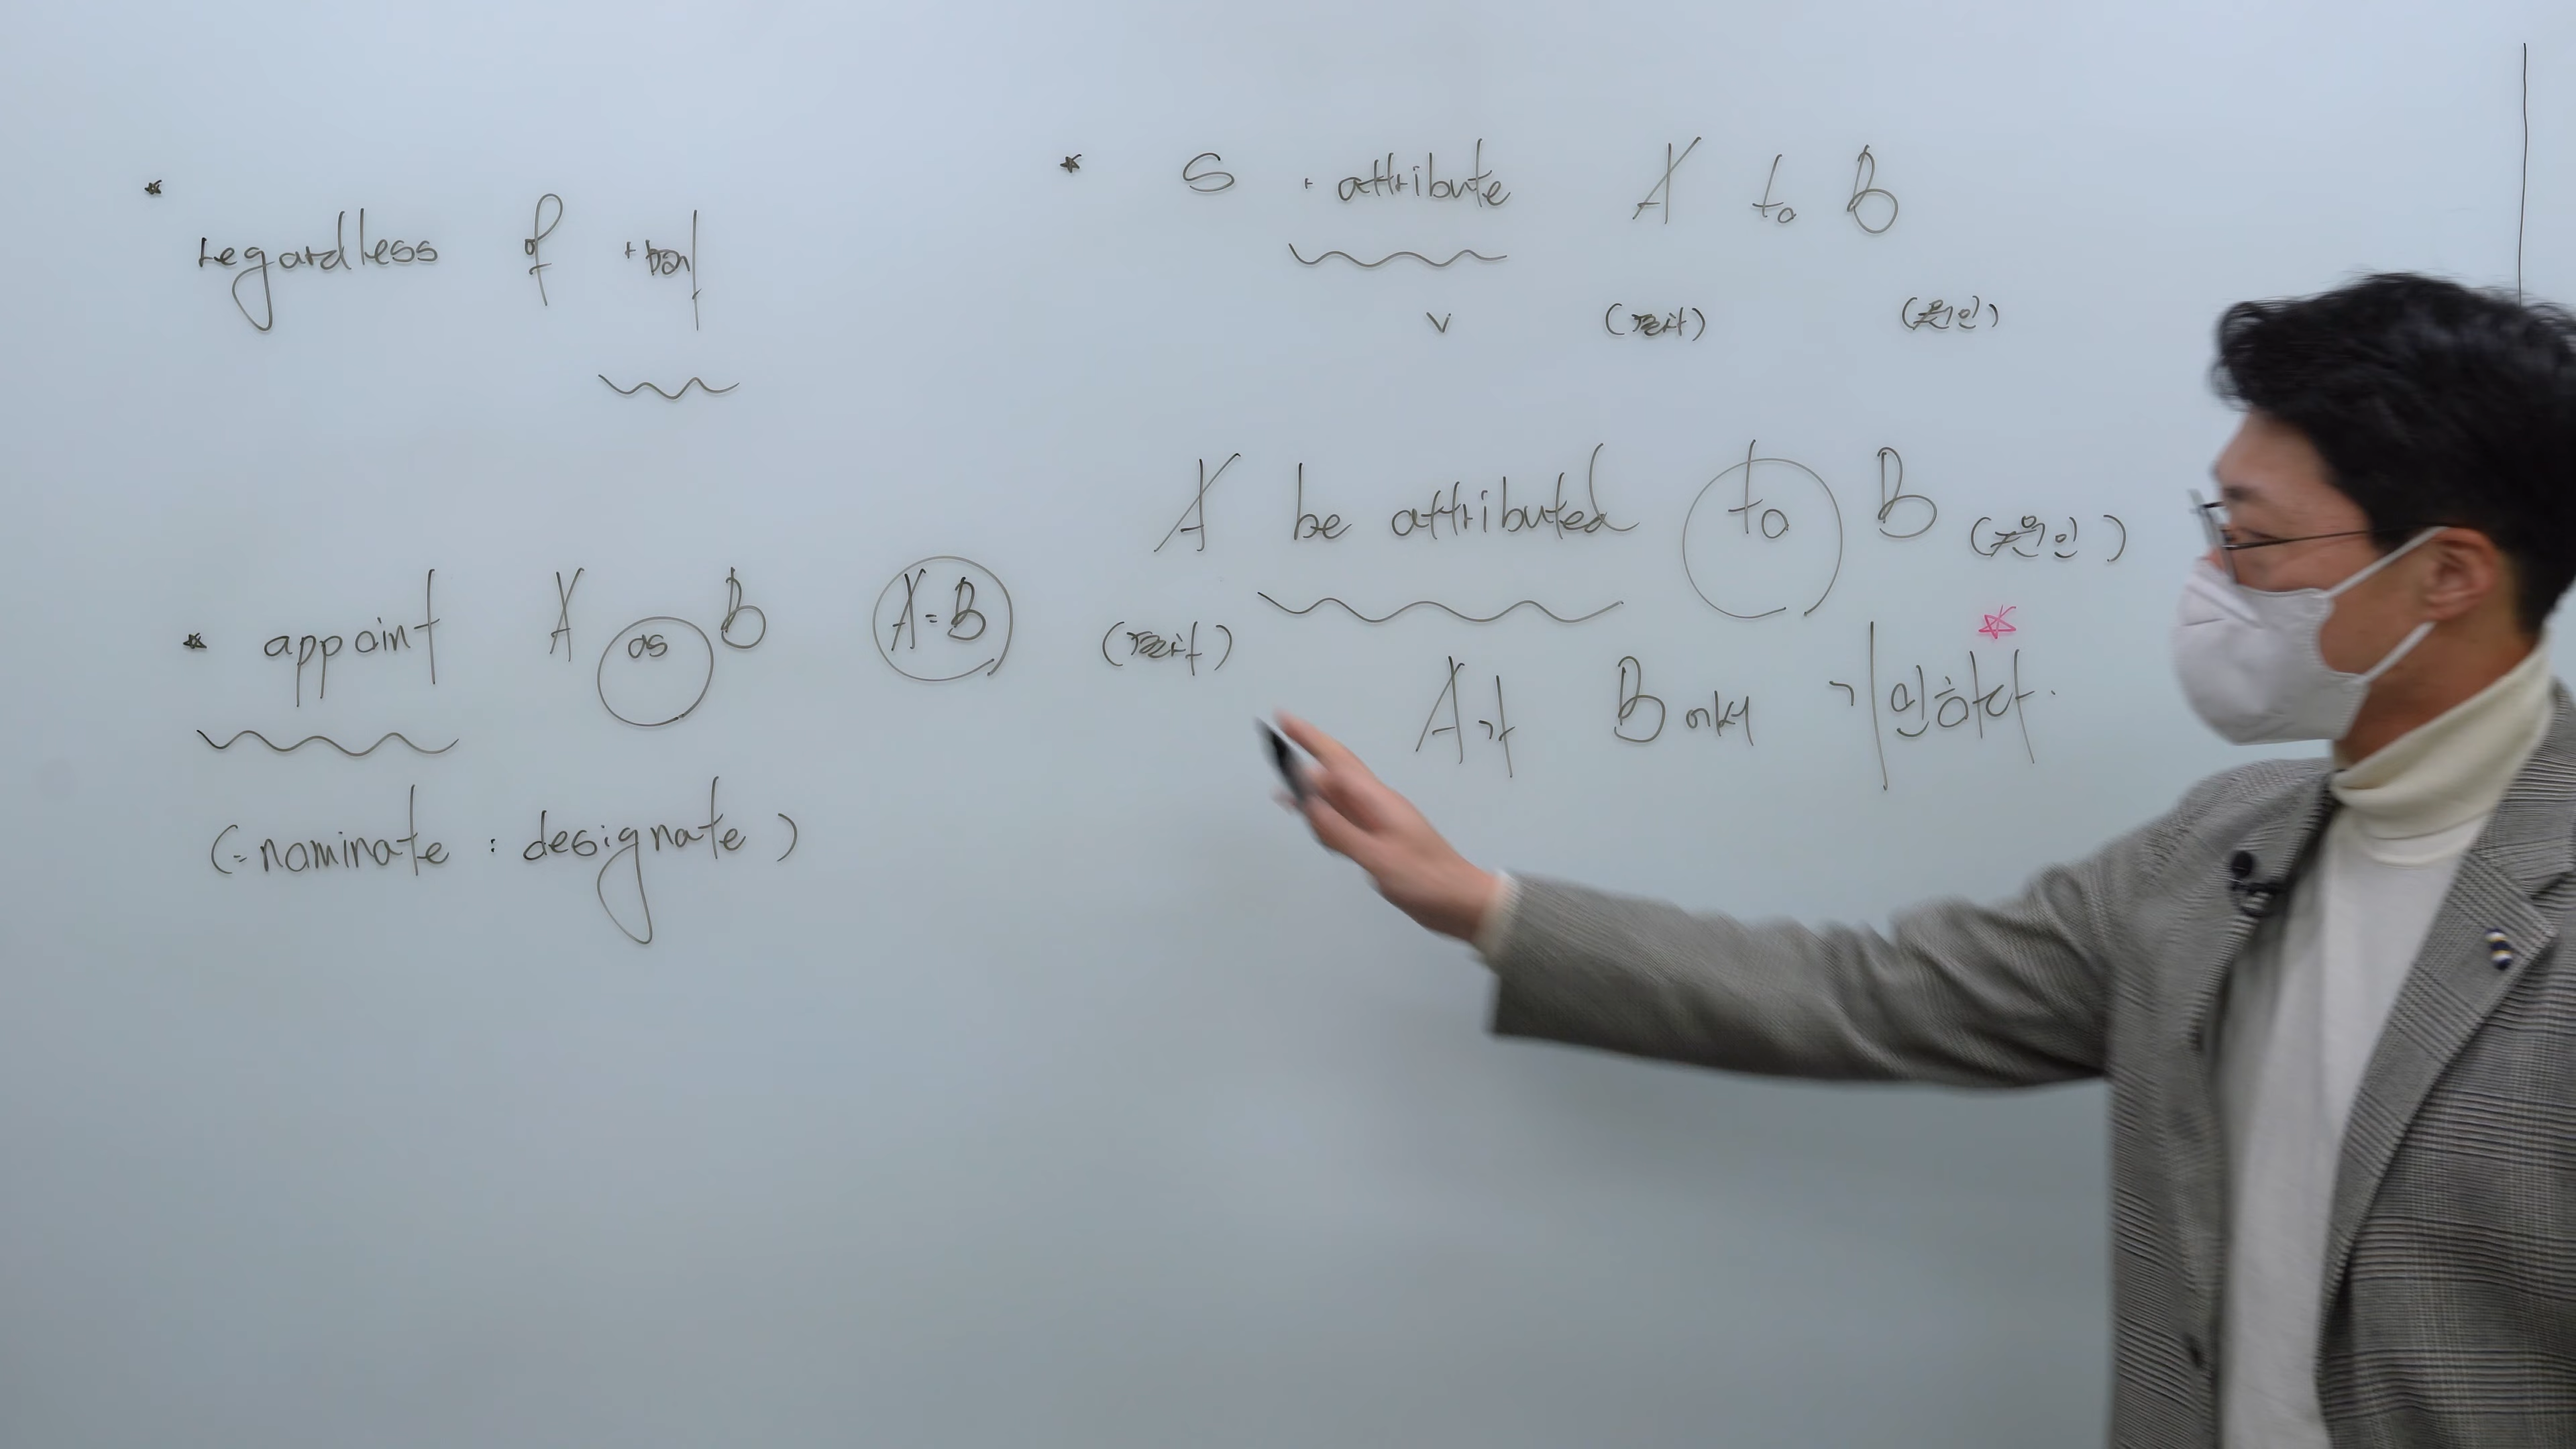 * regardless of +
* appoint A as B A=B
(=nominate : designate)
* S + attribute A to B
V (결과) (원인)
A be attributed to B (원인)
(결과)
A가 B에서 기인하다.